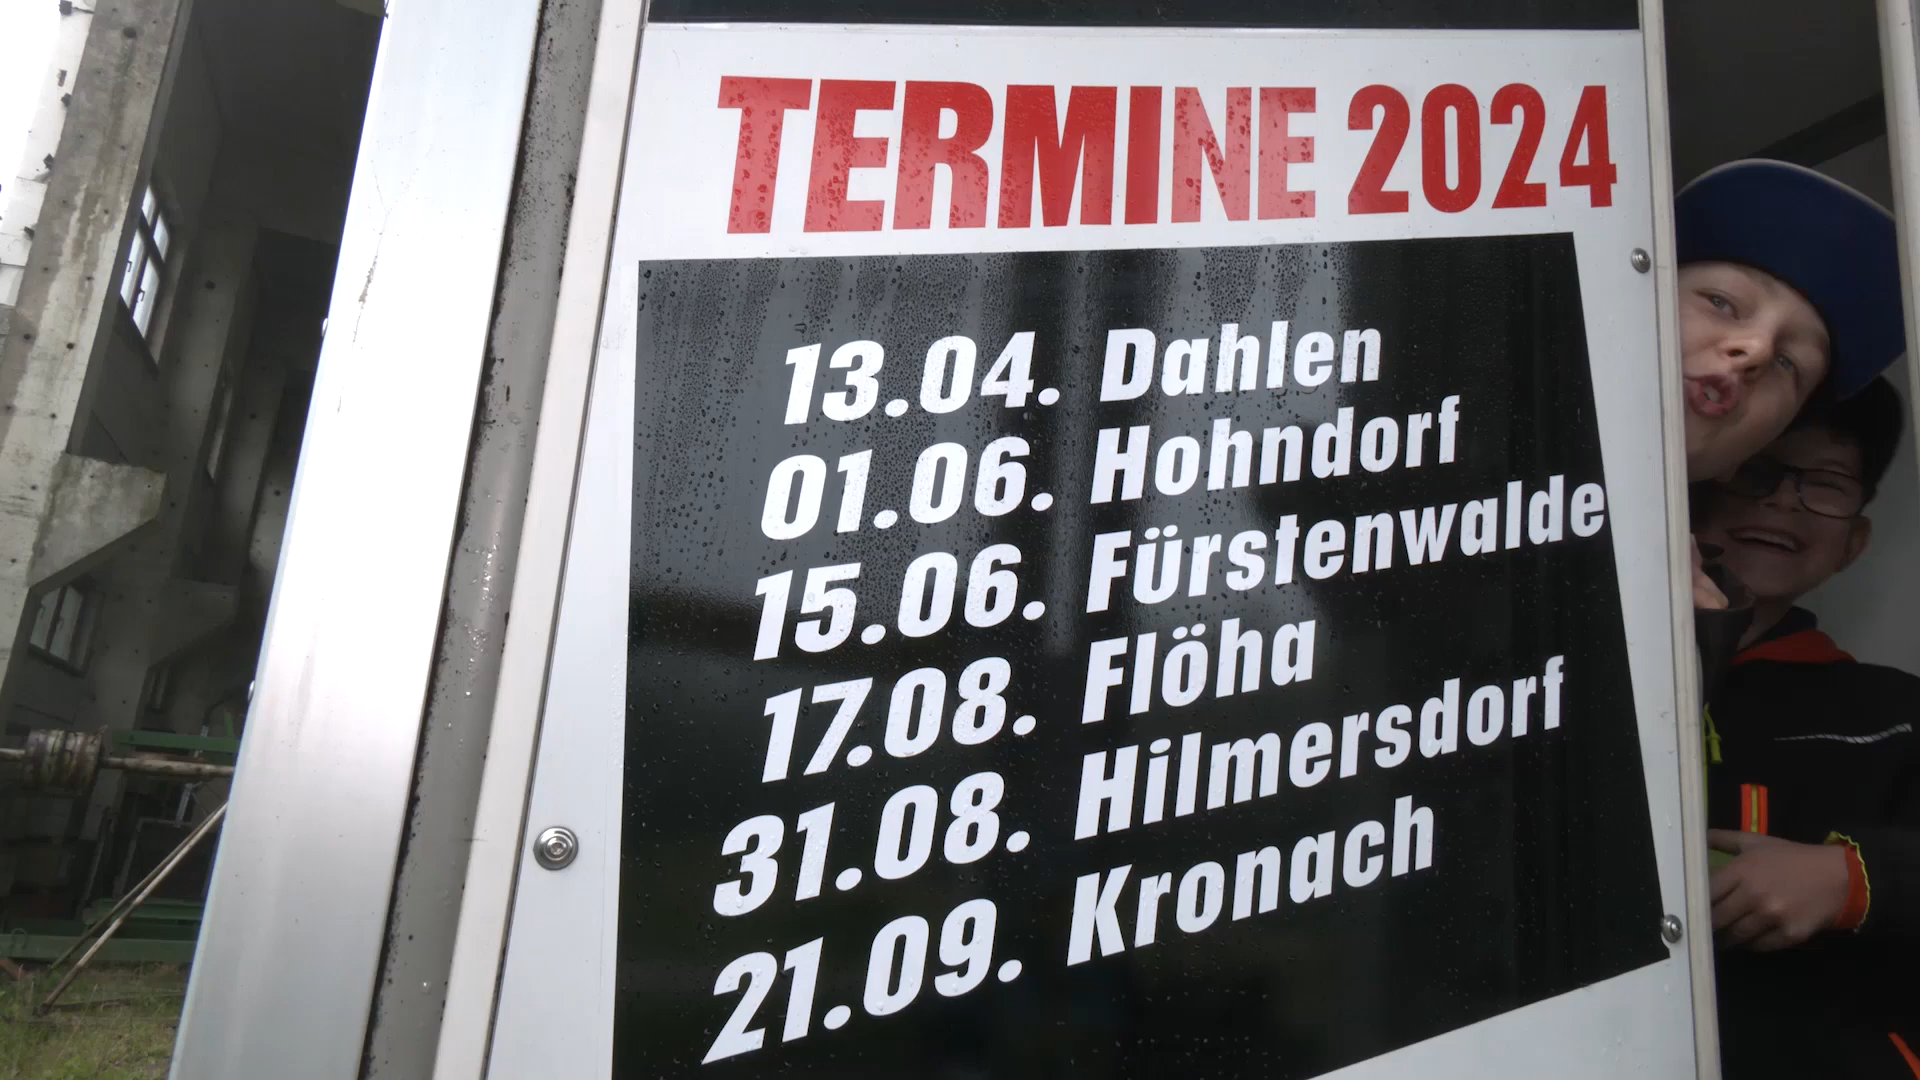 TERMINE 2024
13.04. Dahlen
01.06. Hohndorf
15.06. Fürstenwalde
17.08. Flöha
31.08. Hilmersdorf
21.09. Kronach